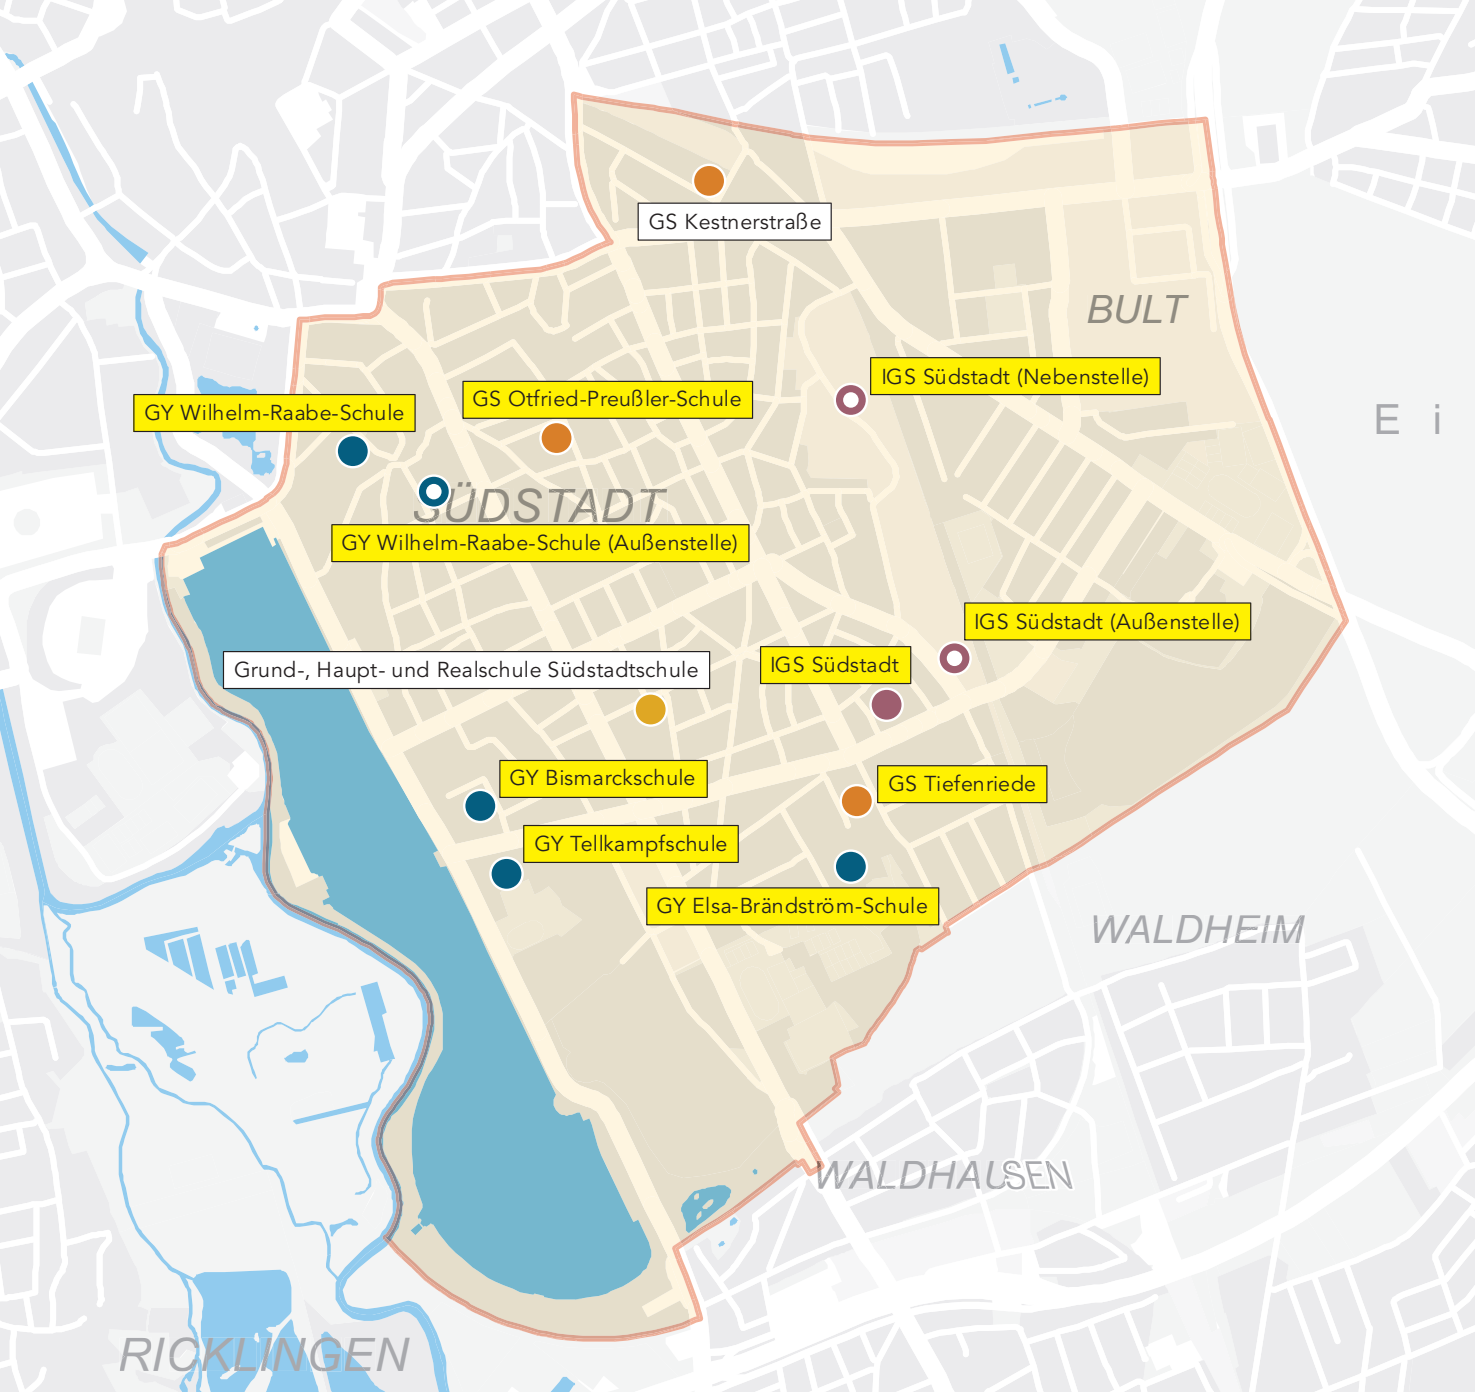 GS Kestnerstraße
BULT
IGS Südstadt (Nebenstelle)
GS Otfried-Preußler-Schule
GY Wilhelm-Raabe-Schule
E i
SÜDSTADT
GY Wilhelm-Raabe-Schule (Außenstelle)
IGS Südstadt (Außenstelle)
IGS Südstadt
Grund-, Haupt- und Realschule Südstadtschule
GY Bismarckschule
GS Tiefenriede
GY Tellkampfschule
GY Elsa-Brändström-Schule
WALDHEIM
WALDHAUSEN
RICKLINGEN